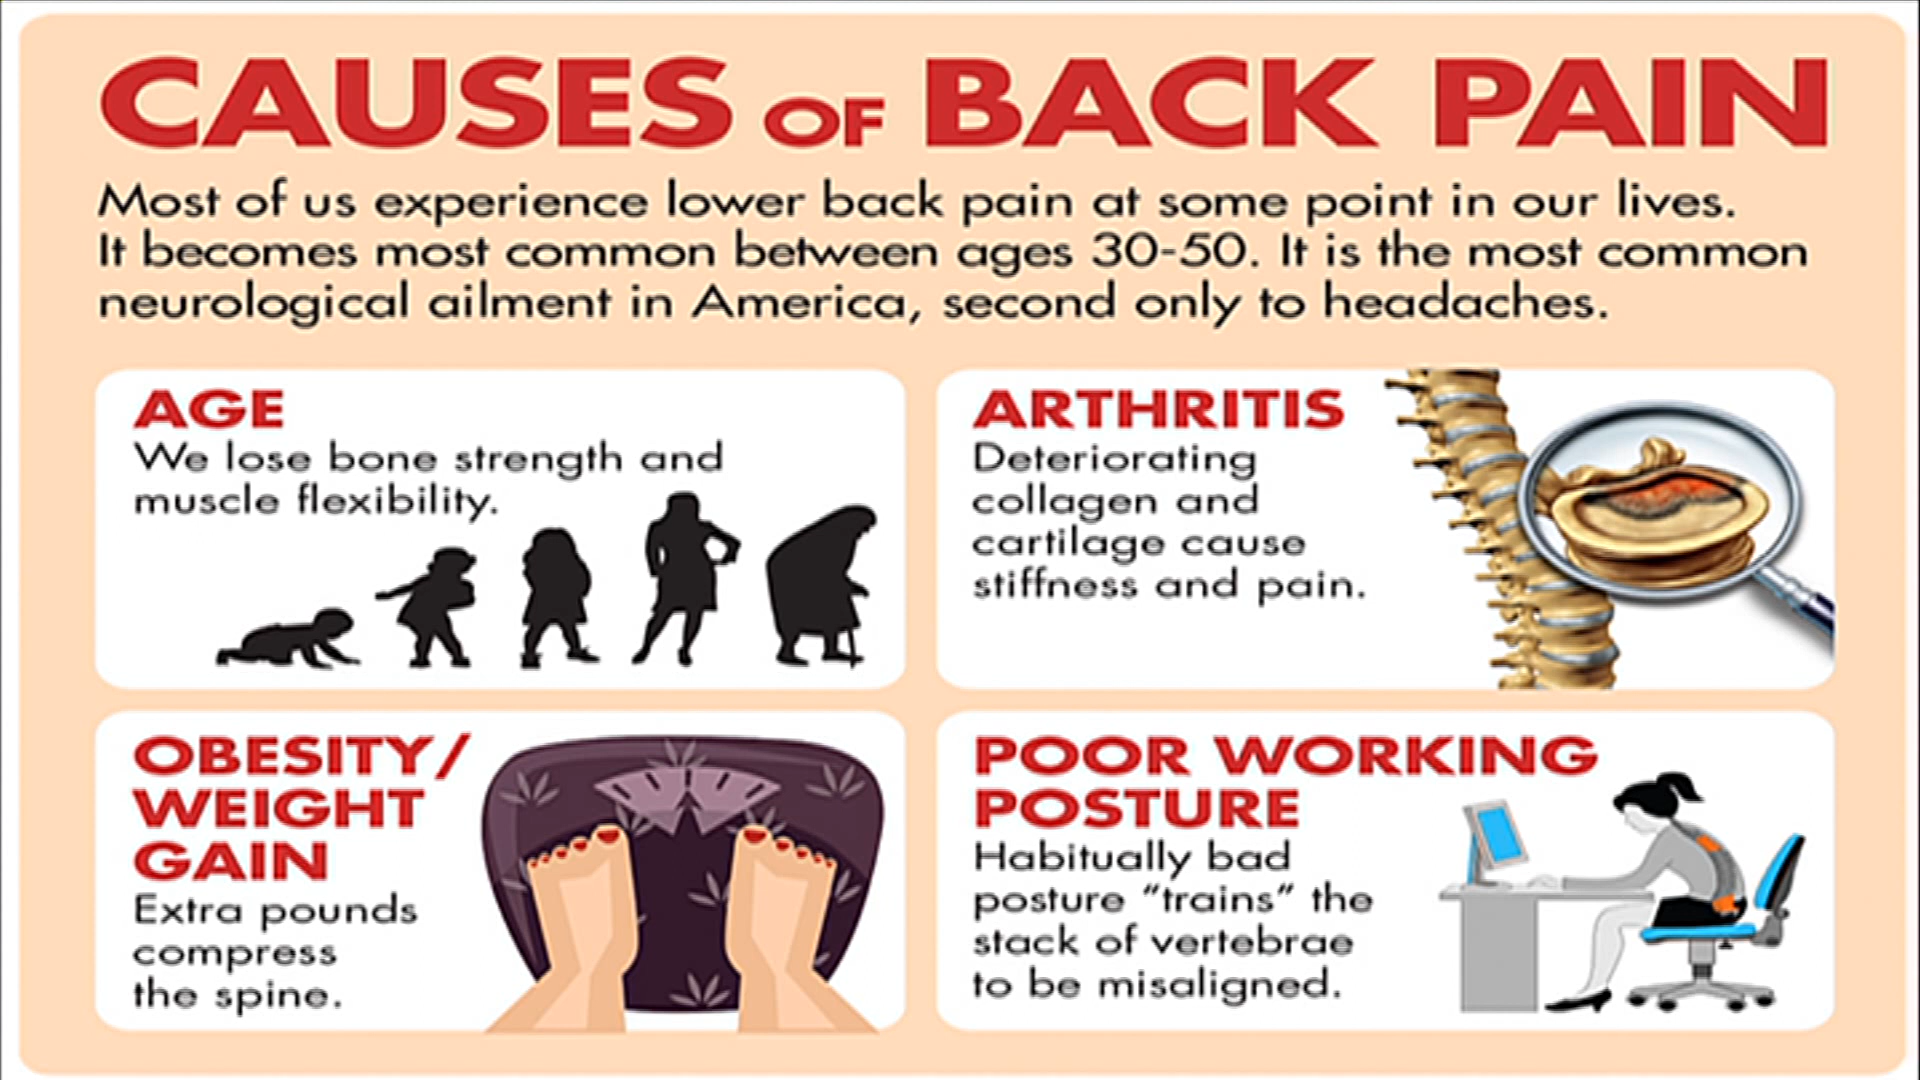 CAUSES OF BACK PAIN
Most of us experience lower back pain at some point in our lives.
It becomes most common between ages 30-50. It is the most common
neurological ailment in America, second only to headaches.
AGE
We lose bone strength and
muscle flexibility.
ARTHRITIS
Deteriorating
collagen and
cartilage cause
stiffness and pain.
OBESITY/
WEIGHT
GAIN
Extra pounds
compress
the spine.
POOR WORKING
POSTURE
Habitually bad
posture “trains” the
stack of vertebrae
to be misaligned.